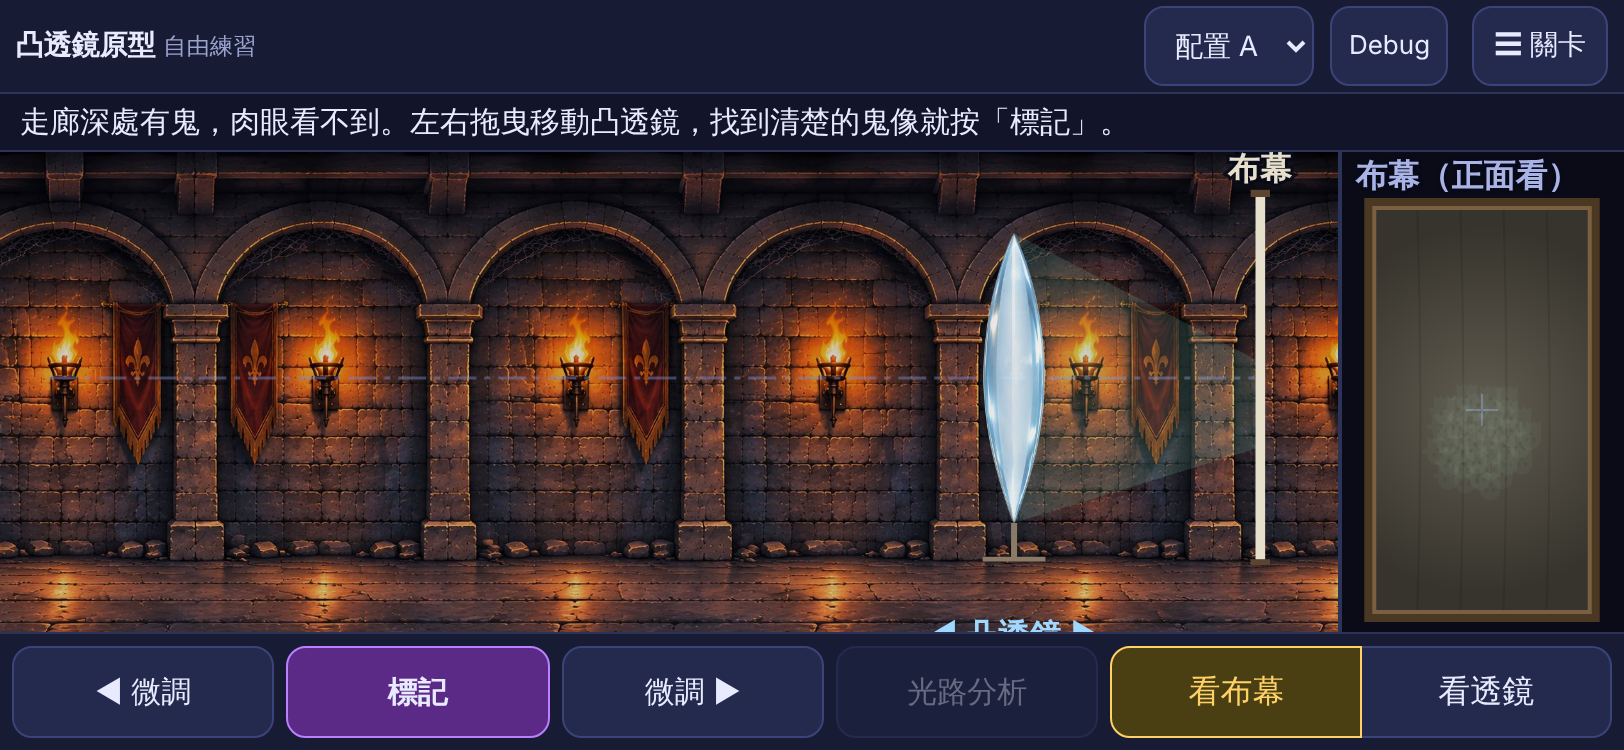 凸透鏡原型 自由練習
配置 A
Debug
☰ 關卡
走廊深處有鬼，肉眼看不到。左右拖曳移動凸透鏡，找到清楚的鬼像就按「標記」。
布幕
布幕（正面看）
◀ 凸透鏡 ▶
◀ 微調
標記
微調 ▶
光路分析
看布幕
看透鏡